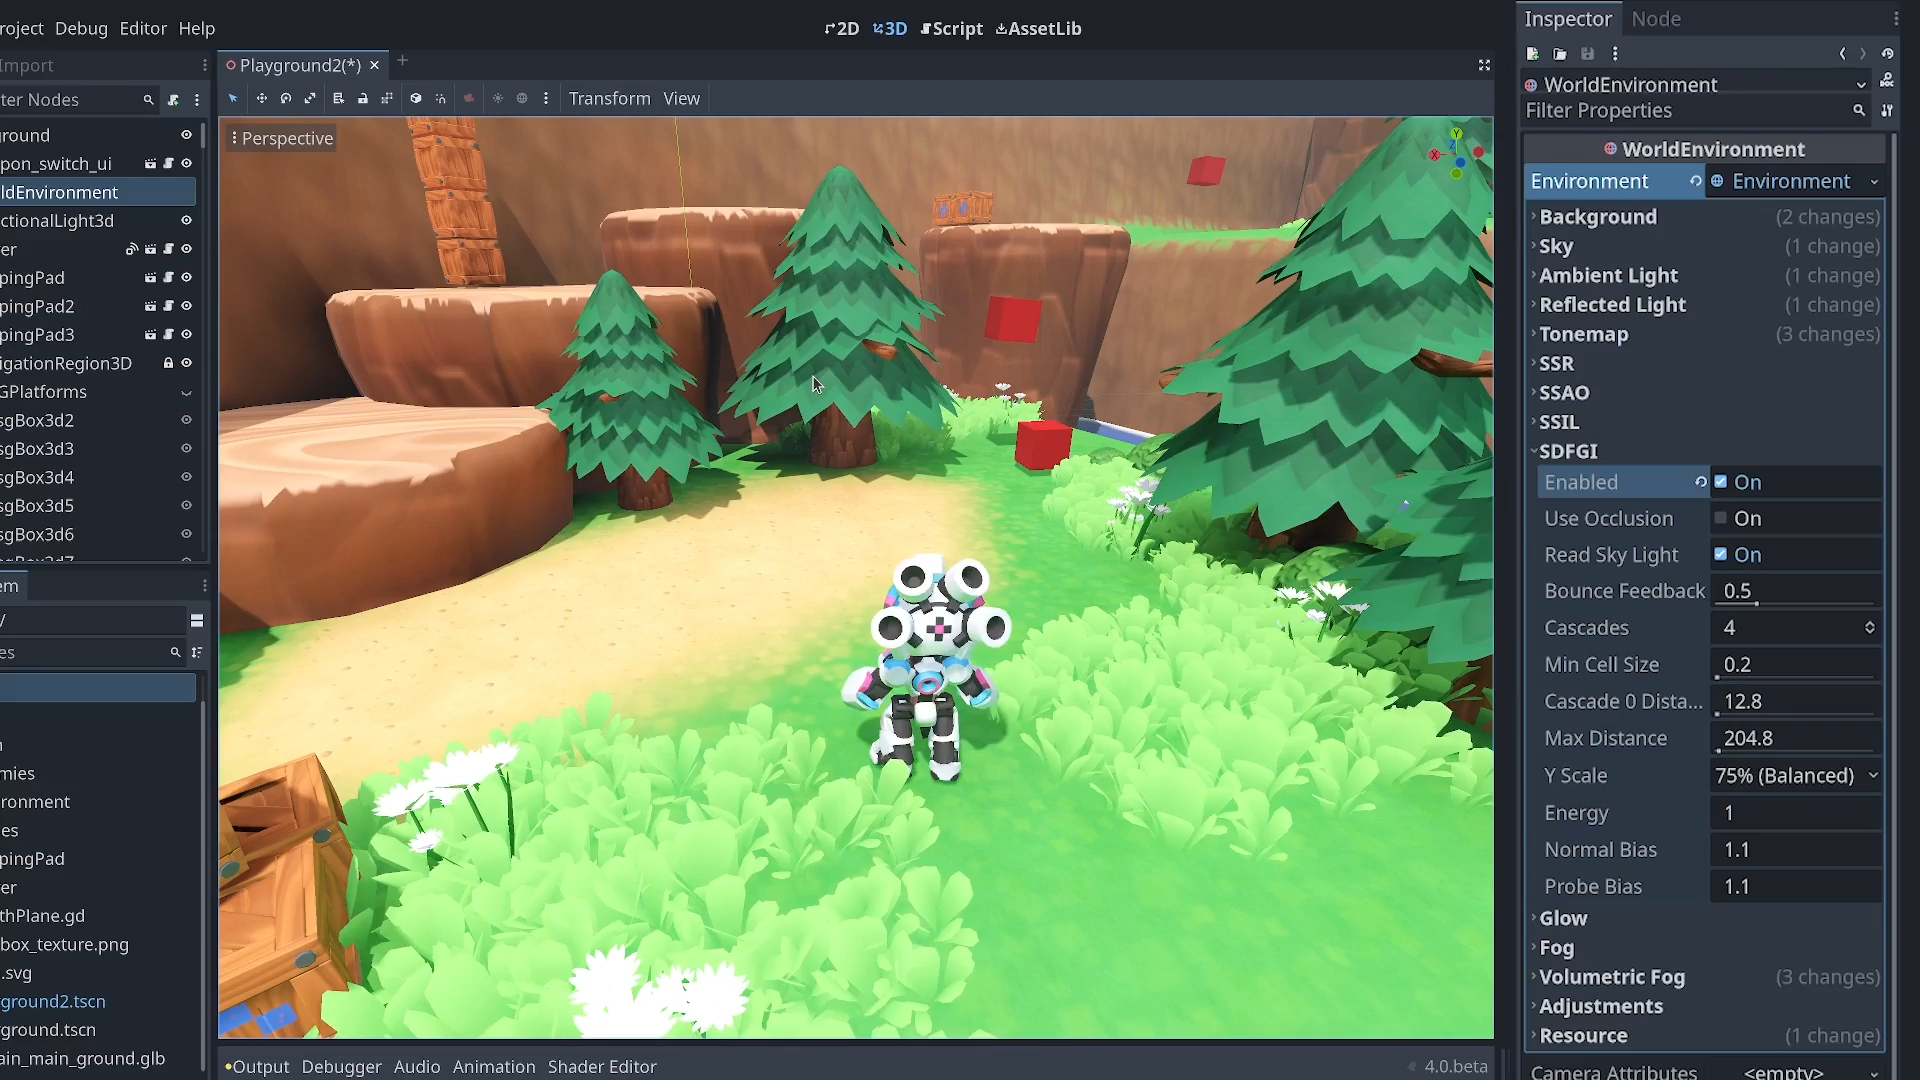 roject Debug Editor Help
2D 3D Script AssetLib
Import
ter Nodes
round
pon_switch_ui
ldEnvironment
ctionalLight3d
er
pingPad
pingPad2
pingPad3
igationRegion3D
GPlatforms
sgBox3d2
sgBox3d3
sgBox3d4
sgBox3d5
sgBox3d6
sgBox3d7
em
/
es
mies
ronment
es
pingPad
er
thPlane.gd
box_texture.png
.svg
ground2.tscn
ground.tscn
ain_main_ground.glb
Playground2(*) × +
Transform View
Perspective
Y
Z
X
Output Debugger Audio Animation Shader Editor
4.0.beta
Inspector Node
WorldEnvironment
Filter Properties
WorldEnvironment
Environment Environment
Background (2 changes)
Sky (1 change)
Ambient Light (1 change)
Reflected Light (1 change)
Tonemap (3 changes)
SSR
SSAO
SSIL
SDFGI
Enabled On
Use Occlusion On
Read Sky Light On
Bounce Feedback 0.5
Cascades 4
Min Cell Size 0.2
Cascade 0 Dista... 12.8
Max Distance 204.8
Y Scale 75% (Balanced)
Energy 1
Normal Bias 1.1
Probe Bias 1.1
Glow
Fog
Volumetric Fog (3 changes)
Adjustments
Resource (1 change)
Camera Attributes <empty>